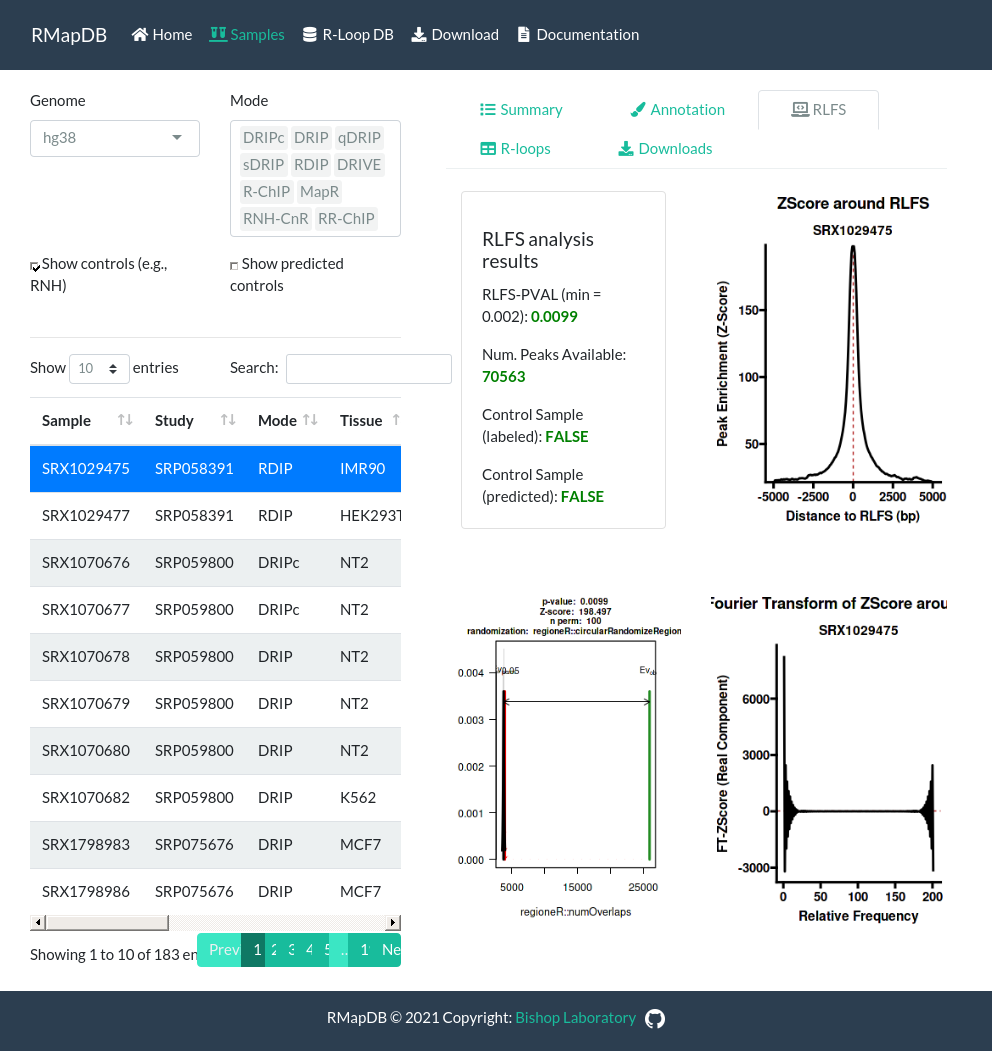 RMapDB Home Samples R-Loop DB Download Documentation
Genome
hg38
Mode
DRIPc DRIP qDRIP
sDRIP RDIP DRIVE
R-ChIP MapR
RNH-CnR RR-ChIP
Show controls (e.g.,
RNH)
Show predicted
controls
Show 10 entries
Search:
Sample Study Mode Tissue
SRX1029475 SRP058391 RDIP IMR90
SRX1029477 SRP058391 RDIP HEK293T
SRX1070676 SRP059800 DRIPc NT2
SRX1070677 SRP059800 DRIPc NT2
SRX1070678 SRP059800 DRIP NT2
SRX1070679 SRP059800 DRIP NT2
SRX1070680 SRP059800 DRIP NT2
SRX1070682 SRP059800 DRIP K562
SRX1798983 SRP075676 DRIP MCF7
SRX1798986 SRP075676 DRIP MCF7
Showing 1 to 10 of 183 en
Prev 1 2 3 4 5 … 1 Ne
Summary Annotation RLFS
R-loops Downloads
RLFS analysis
results
RLFS-PVAL (min =
0.002): 0.0099
Num. Peaks Available:
70563
Control Sample
(labeled): FALSE
Control Sample
(predicted): FALSE
ZScore around RLFS
SRX1029475
Peak Enrichment (Z-Score)
150
100
50
-5000 -2500 0 2500 5000
Distance to RLFS (bp)
p-value: 0.0099
Z-score: 198.497
n perm: 100
randomization: regioneR::circularRandomizeRegion
0.004
0.003
0.002
0.001
0.000
Ev
5000 15000 25000
regioneR::numOverlaps
Fourier Transform of ZScore arou
SRX1029475
FT-ZScore (Real Component)
6000
3000
0
-3000
0 50 100 150 200
Relative Frequency
RMapDB © 2021 Copyright: Bishop Laboratory